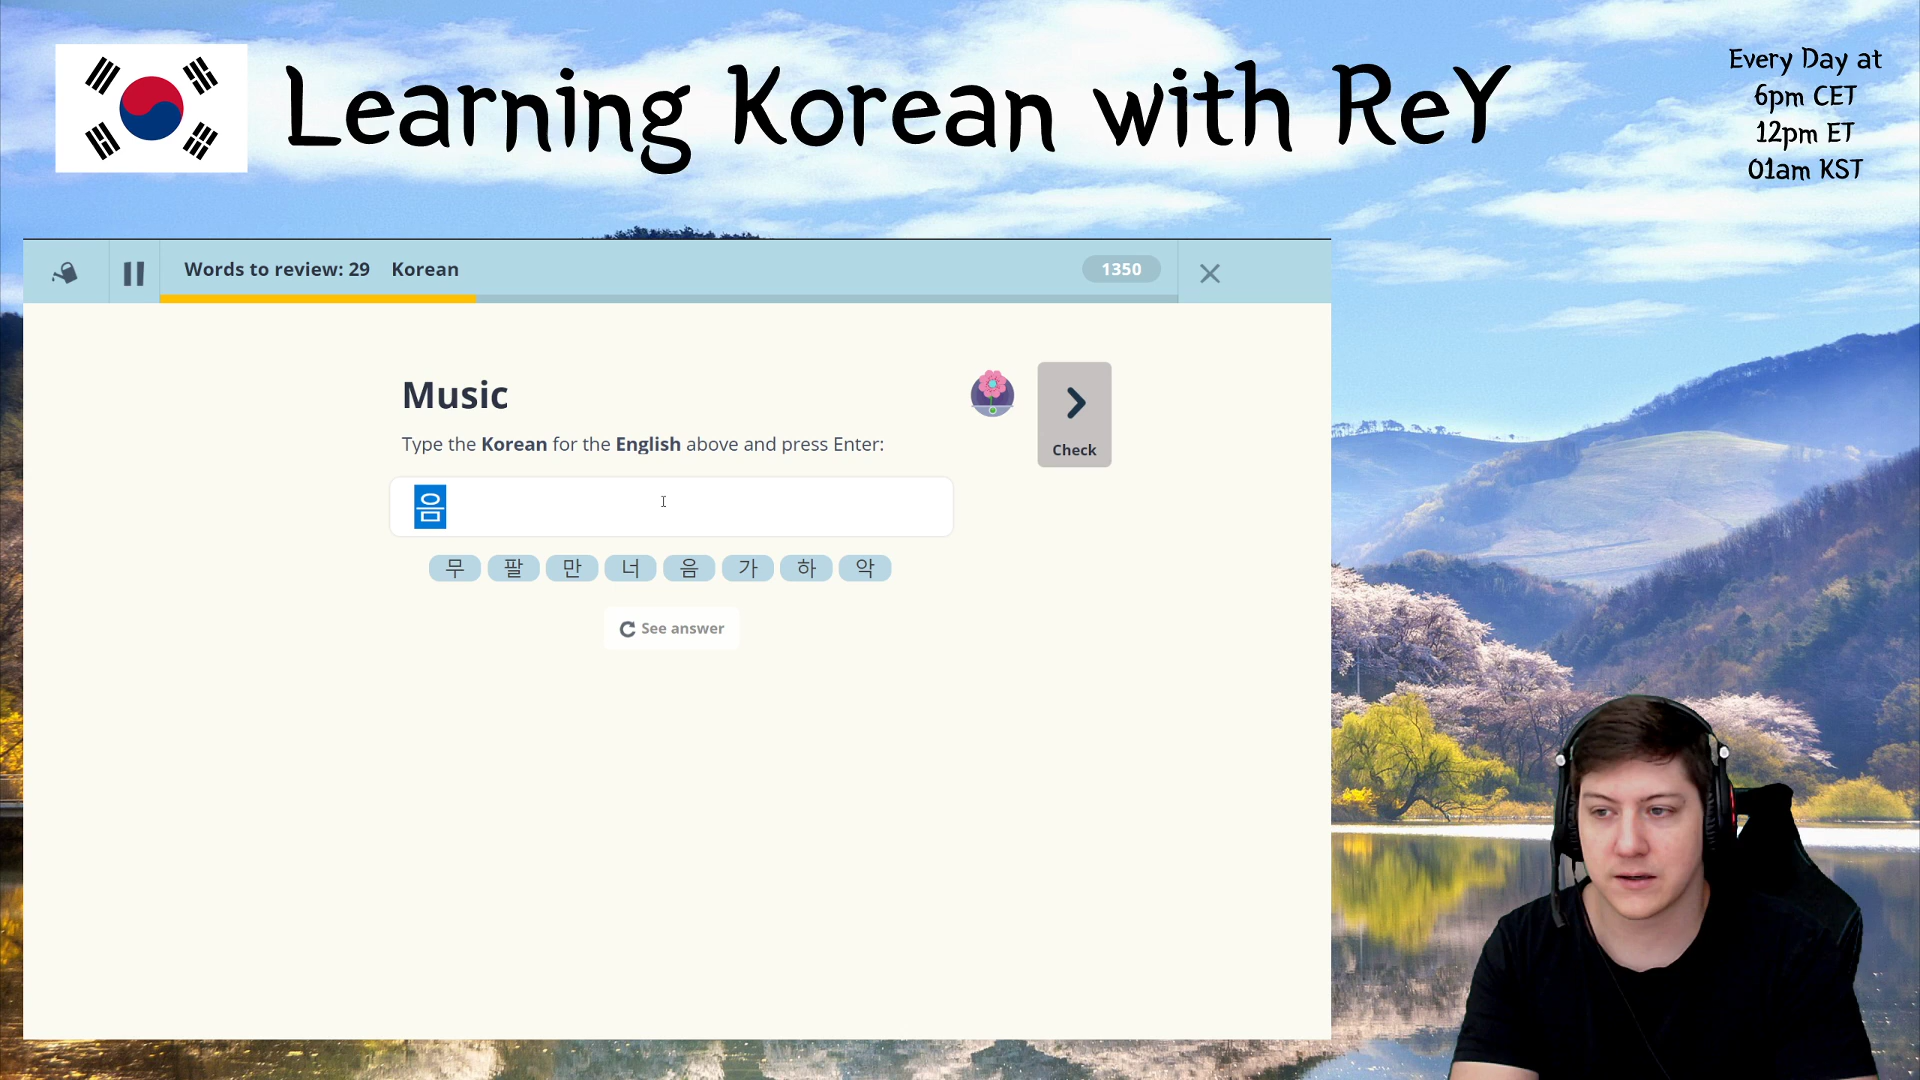 Learning Korean with ReY
Every Day at
6pm CET
12pm ET
01am KST
Words to review: 29 Korean
1350
Music
Type the Korean for the English above and press Enter:
음
무 팔 만 너 음 가 하 악
Check
See answer